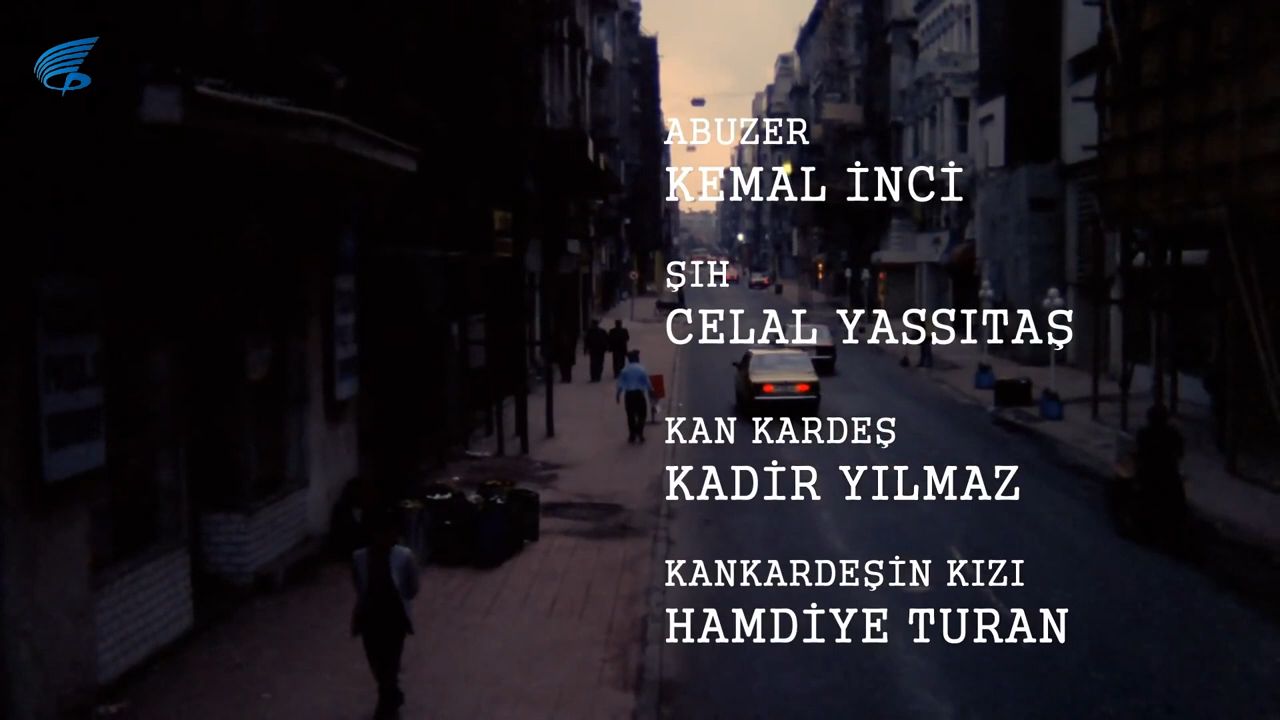 ABUZER
KEMAL İNCİ
ŞIH
CELAL YASSITAŞ
KAN KARDEŞ
KADİR YILMAZ
KANKARDEŞİN KIZI
HAMDİYE TURAN